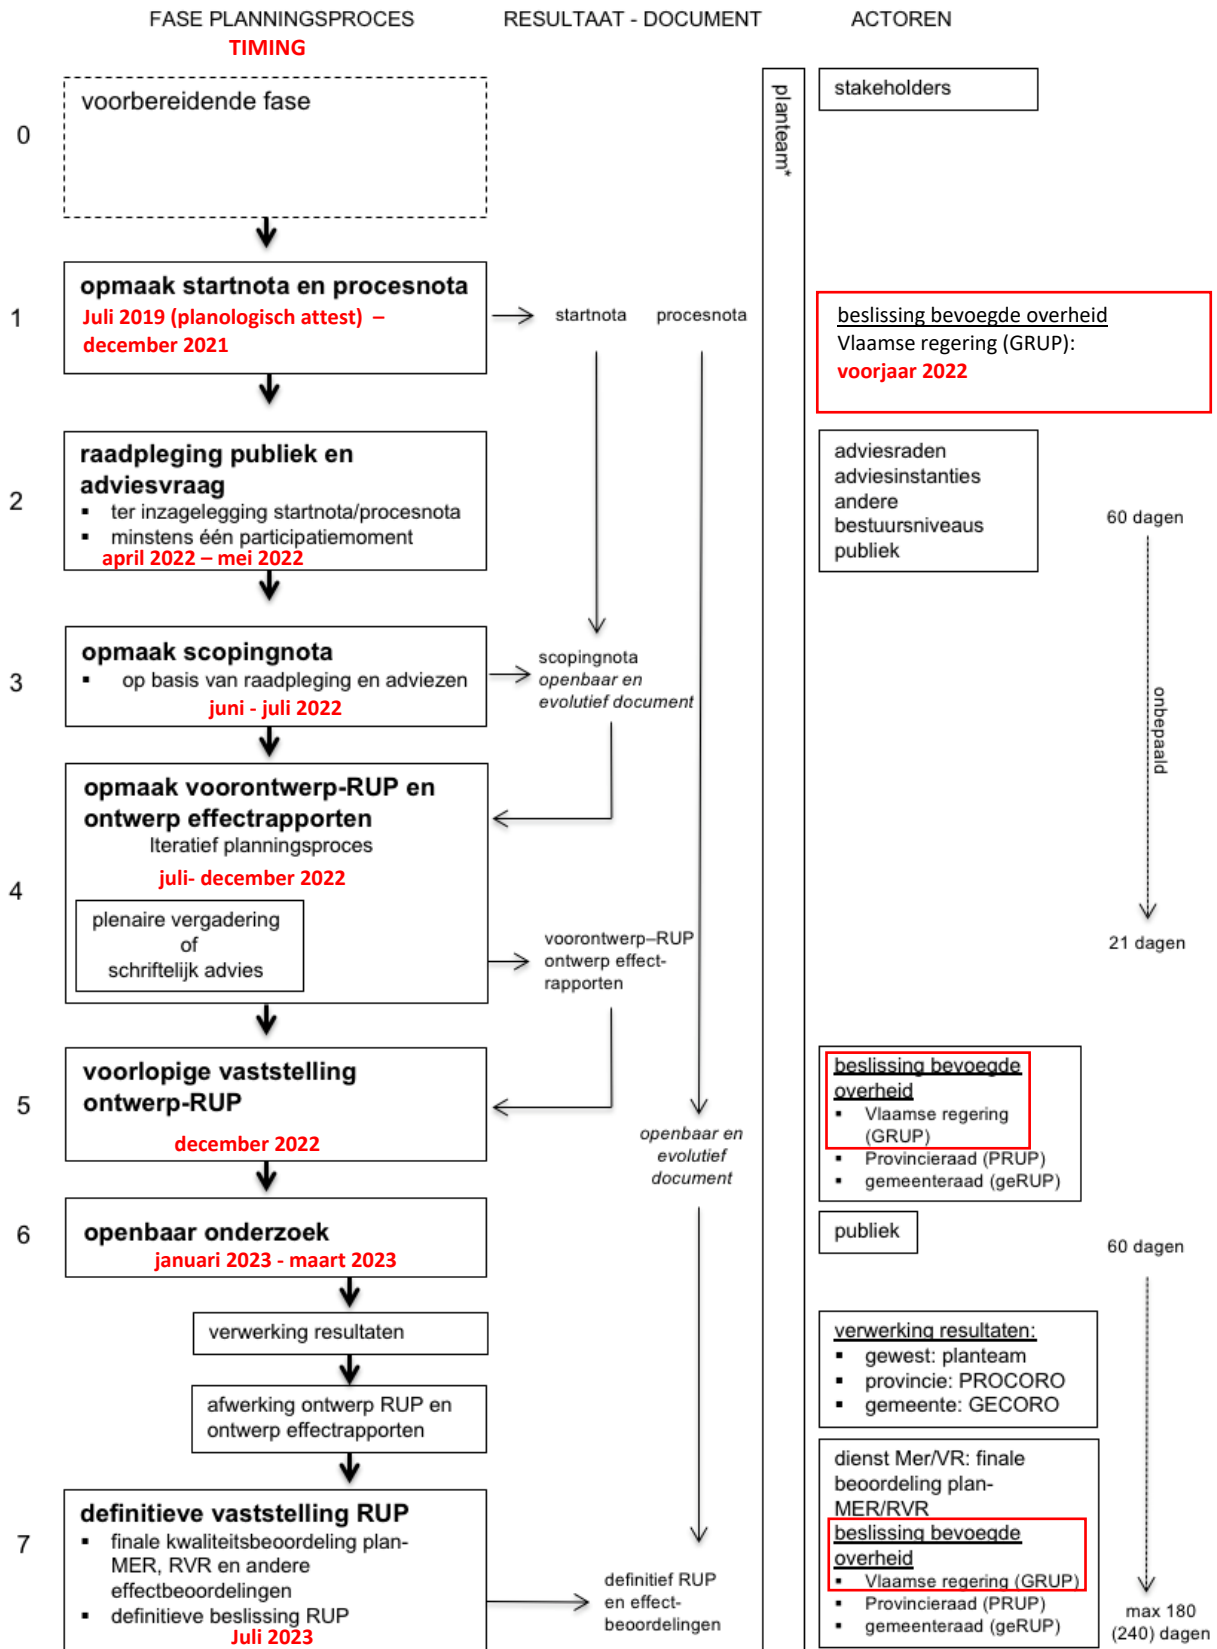 FASE PLANNINGSPROCES
TIMING
RESULTAAT - DOCUMENT
ACTOREN
0
voorbereidende fase
planteam*
stakeholders
1
opmaak startnota en procesnota
Juli 2019 (planologisch attest) –
december 2021
startnota
procesnota
beslissing bevoegde overheid
Vlaamse regering (GRUP):
voorjaar 2022
2
raadpleging publiek en
adviesvraag
▪ ter inzagelegging startnota/procesnota
▪ minstens één participatiemoment
april 2022 – mei 2022
adviesraden
adviesinstanties
andere
bestuursniveaus
publiek
60 dagen
3
opmaak scopingnota
▪ op basis van raadpleging en adviezen
juni - juli 2022
scopingnota
openbaar en
evolutief document
onbepaald
4
opmaak voorontwerp-RUP en
ontwerp effectrapporten
Iteratief planningsproces
juli- december 2022
plenaire vergadering
of
schriftelijk advies
voorontwerp–RUP
ontwerp effect-
rapporten
21 dagen
5
voorlopige vaststelling
ontwerp-RUP
december 2022
openbaar en
evolutief
document
beslissing bevoegde
overheid
▪ Vlaamse regering
(GRUP)
▪ Provincieraad (PRUP)
▪ gemeenteraad (geRUP)
6
openbaar onderzoek
januari 2023 - maart 2023
publiek
60 dagen
verwerking resultaten
afwerking ontwerp RUP en
ontwerp effectrapporten
verwerking resultaten:
▪ gewest: planteam
▪ provincie: PROCORO
▪ gemeente: GECORO
7
definitieve vaststelling RUP
▪ finale kwaliteitsbeoordeling plan-
MER, RVR en andere
effectbeoordelingen
▪ definitieve beslissing RUP
Juli 2023
definitief RUP
en effect-
beoordelingen
dienst Mer/VR: finale
beoordeling plan-
MER/RVR
beslissing bevoegde
overheid
▪ Vlaamse regering (GRUP)
▪ Provincieraad (PRUP)
▪ gemeenteraad (geRUP)
max 180
(240) dagen